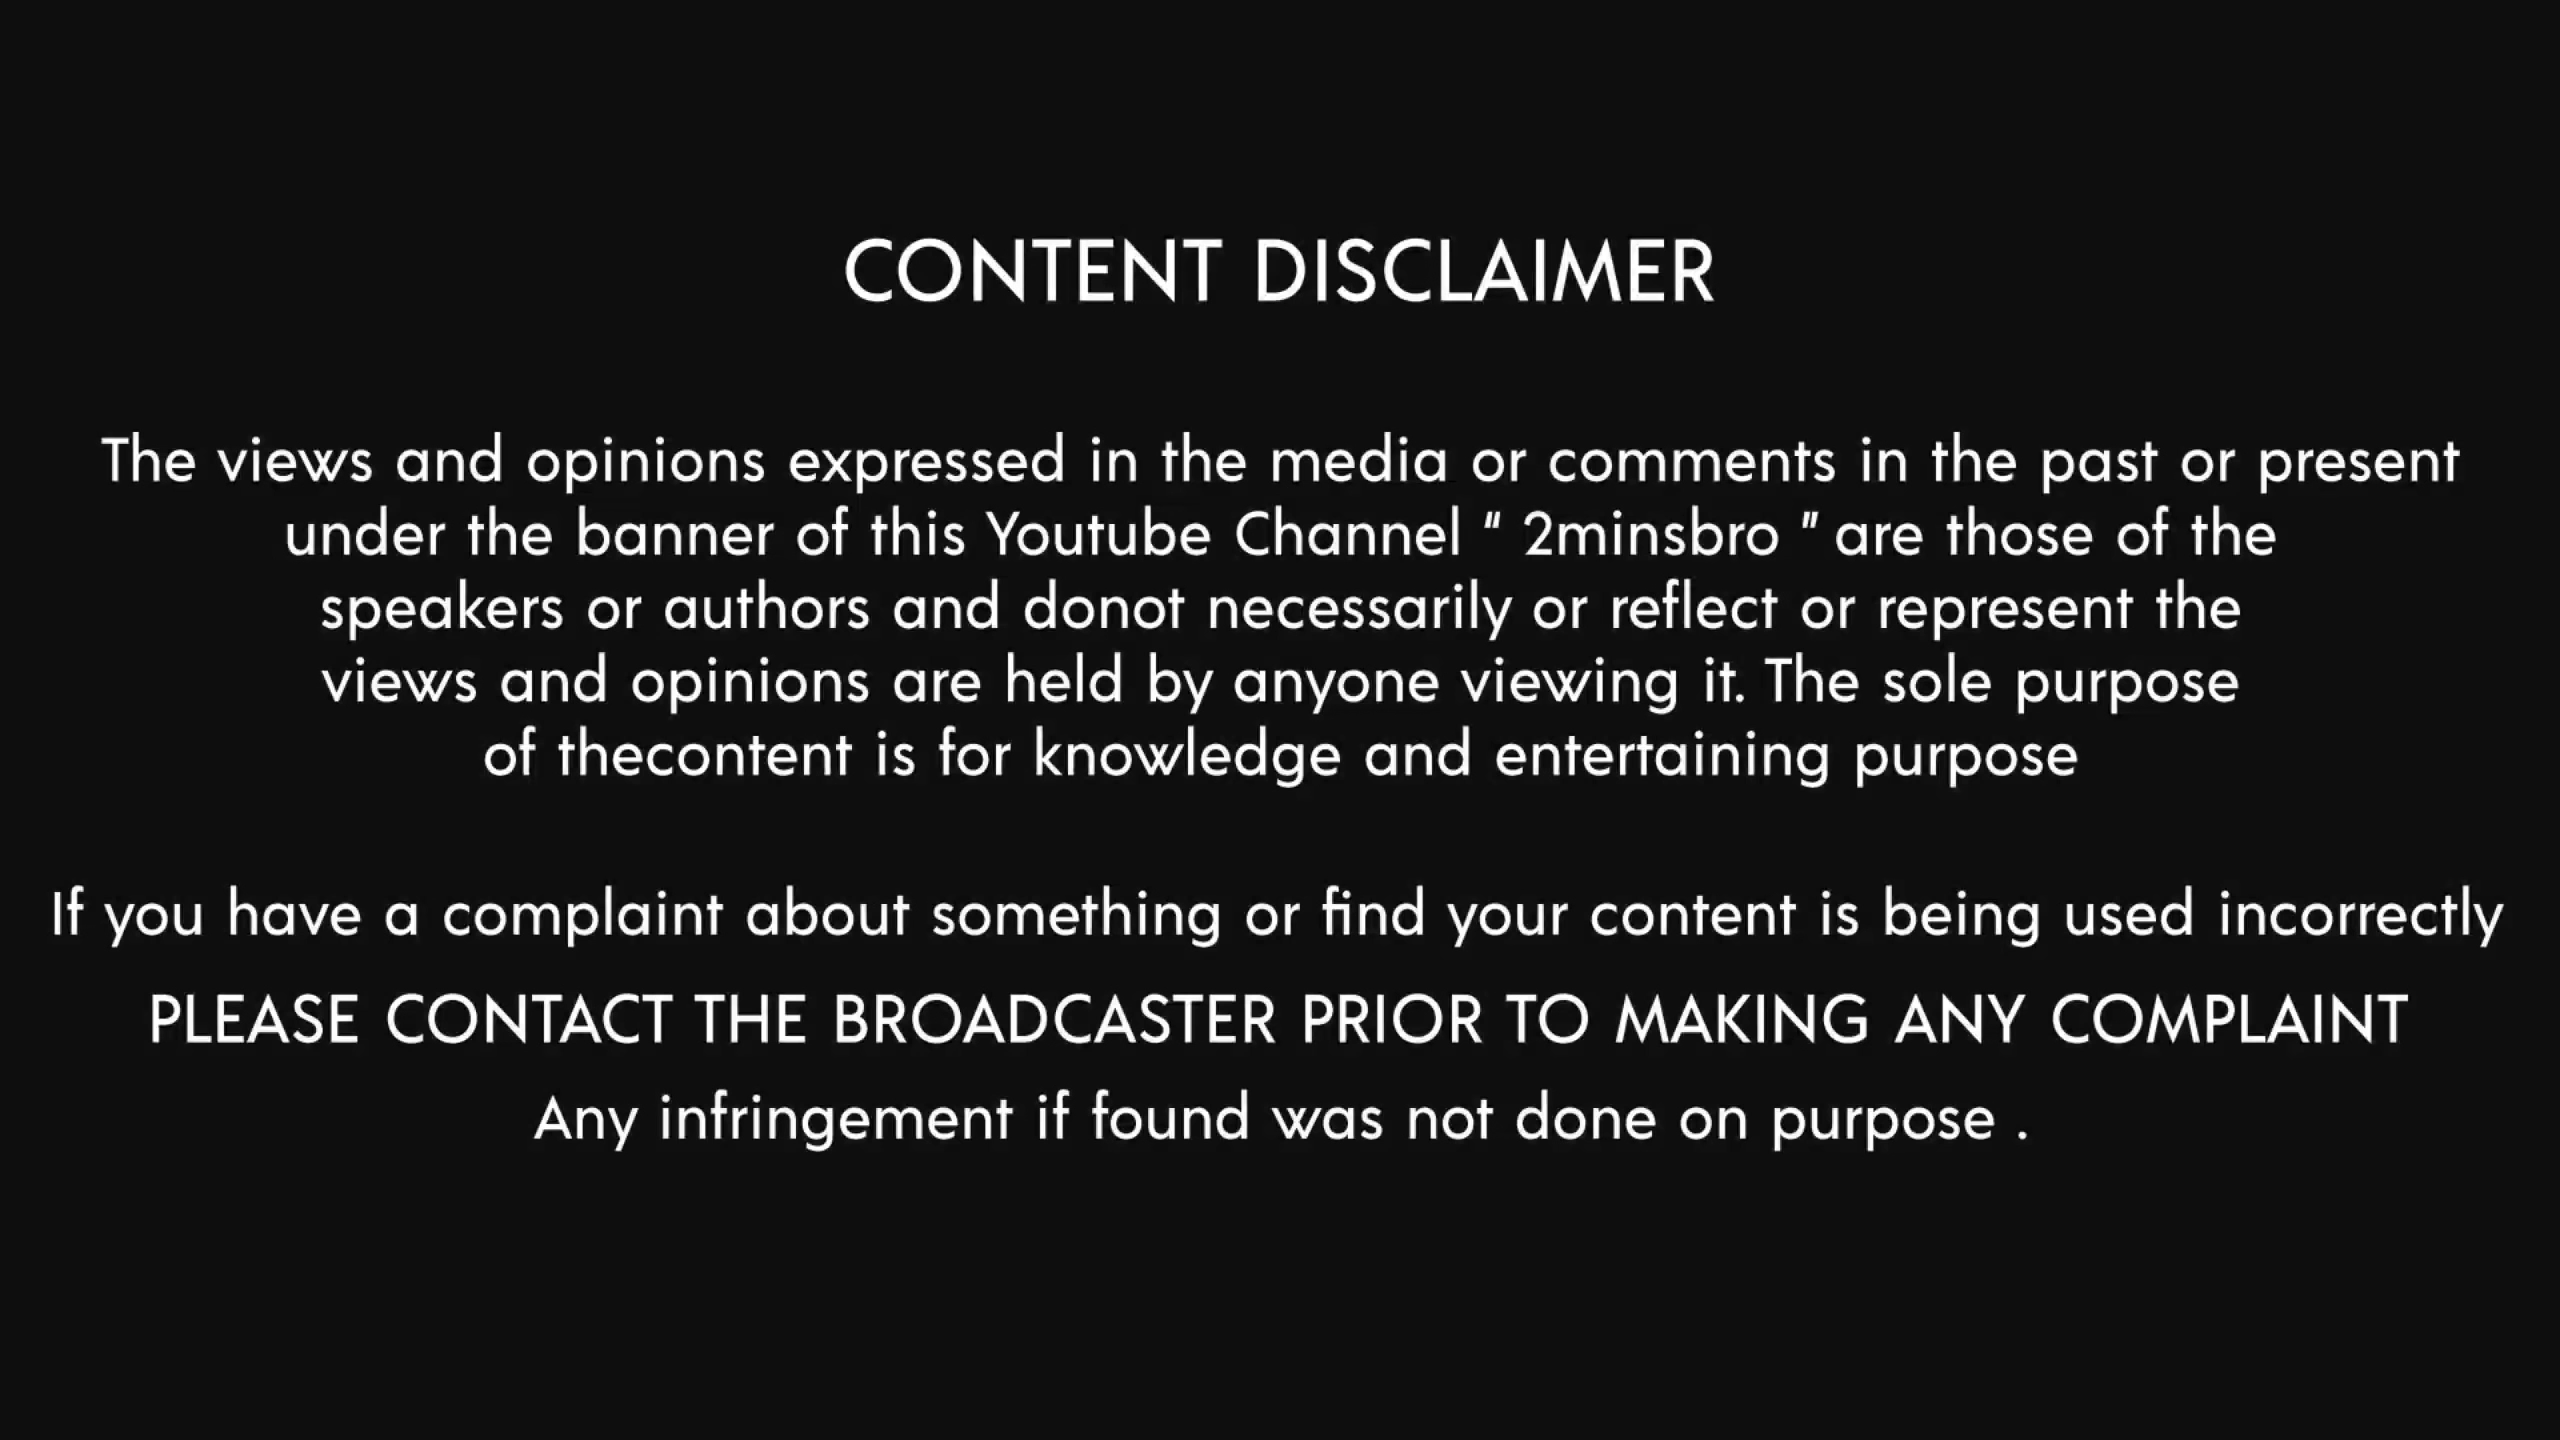 CONTENT DISCLAIMER
The views and opinions expressed in the media or comments in the past or present
under the banner of this Youtube Channel “ 2minsbro ” are those of the
speakers or authors and donot necessarily or reflect or represent the
views and opinions are held by anyone viewing it. The sole purpose
of thecontent is for knowledge and entertaining purpose
If you have a complaint about something or find your content is being used incorrectly
PLEASE CONTACT THE BROADCASTER PRIOR TO MAKING ANY COMPLAINT
Any infringement if found was not done on purpose .